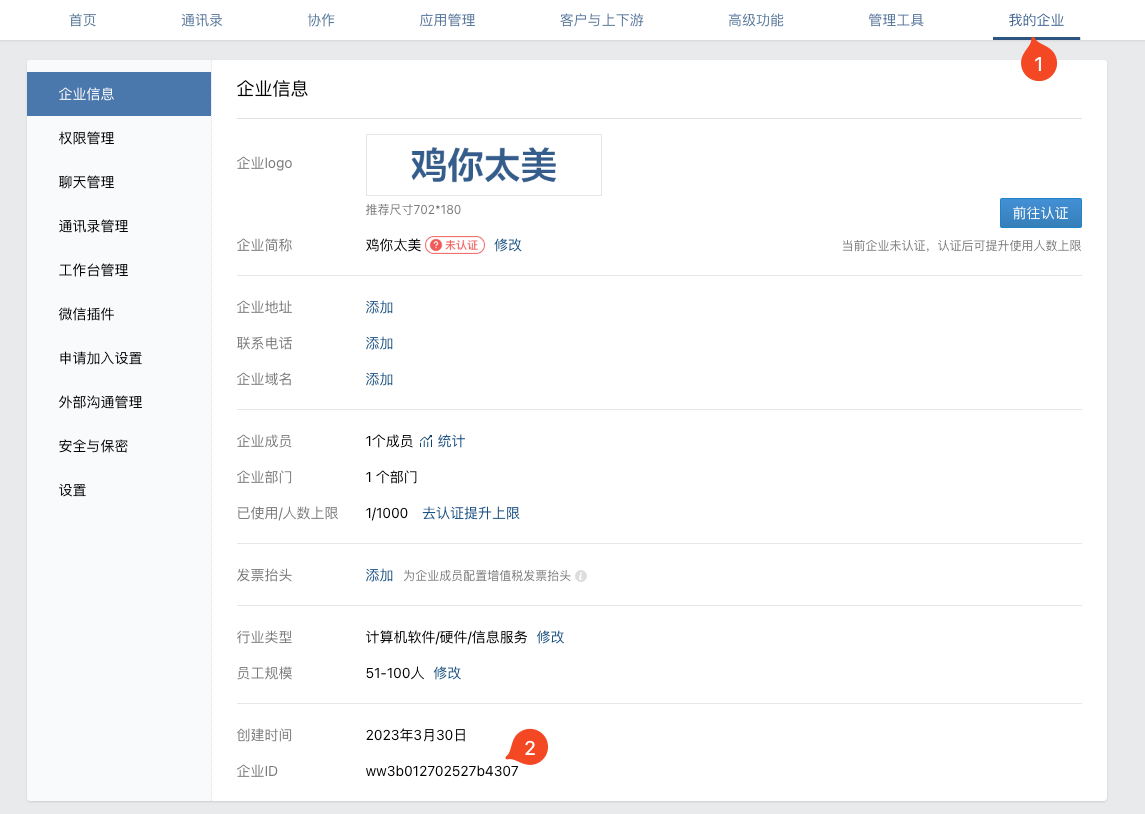 首页 通讯录 协作 应用管理 客户与上下游 高级功能 管理工具 我的企业
1
企业信息
权限管理
聊天管理
通讯录管理
工作台管理
微信插件
申请加入设置
外部沟通管理
安全与保密
设置
企业信息
企业logo 鸡你太美
推荐尺寸702*180
前往认证
企业简称 鸡你太美 ? 未认证 修改 当前企业未认证，认证后可提升使用人数上限
企业地址 添加
联系电话 添加
企业域名 添加
企业成员 1个成员 统计
企业部门 1 个部门
已使用/人数上限 1/1000 去认证提升上限
发票抬头 添加 为企业成员配置增值税发票抬头 i
行业类型 计算机软件/硬件/信息服务 修改
员工规模 51-100人 修改
创建时间 2023年3月30日
2
企业ID ww3b012702527b4307